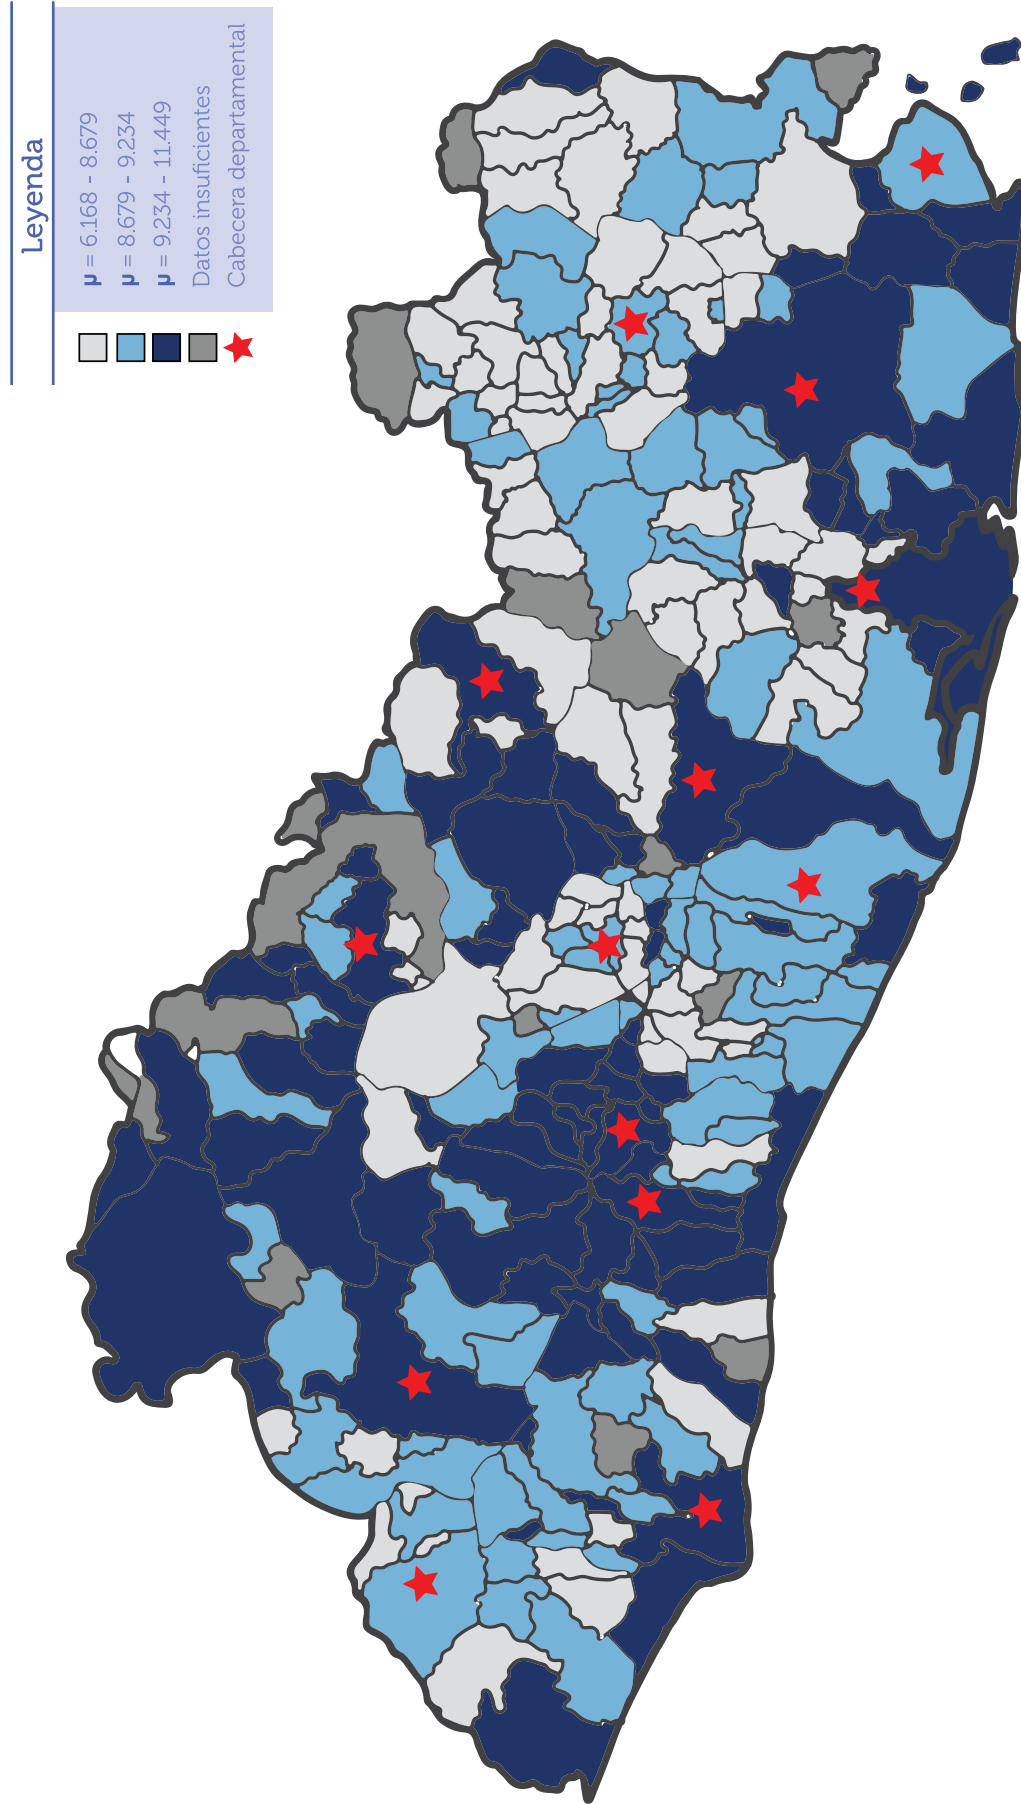 Leyenda
µ = 6.168 - 8.679
µ = 8.679 - 9.234
µ = 9.234 - 11.449
Datos insuficientes
Cabecera departamental